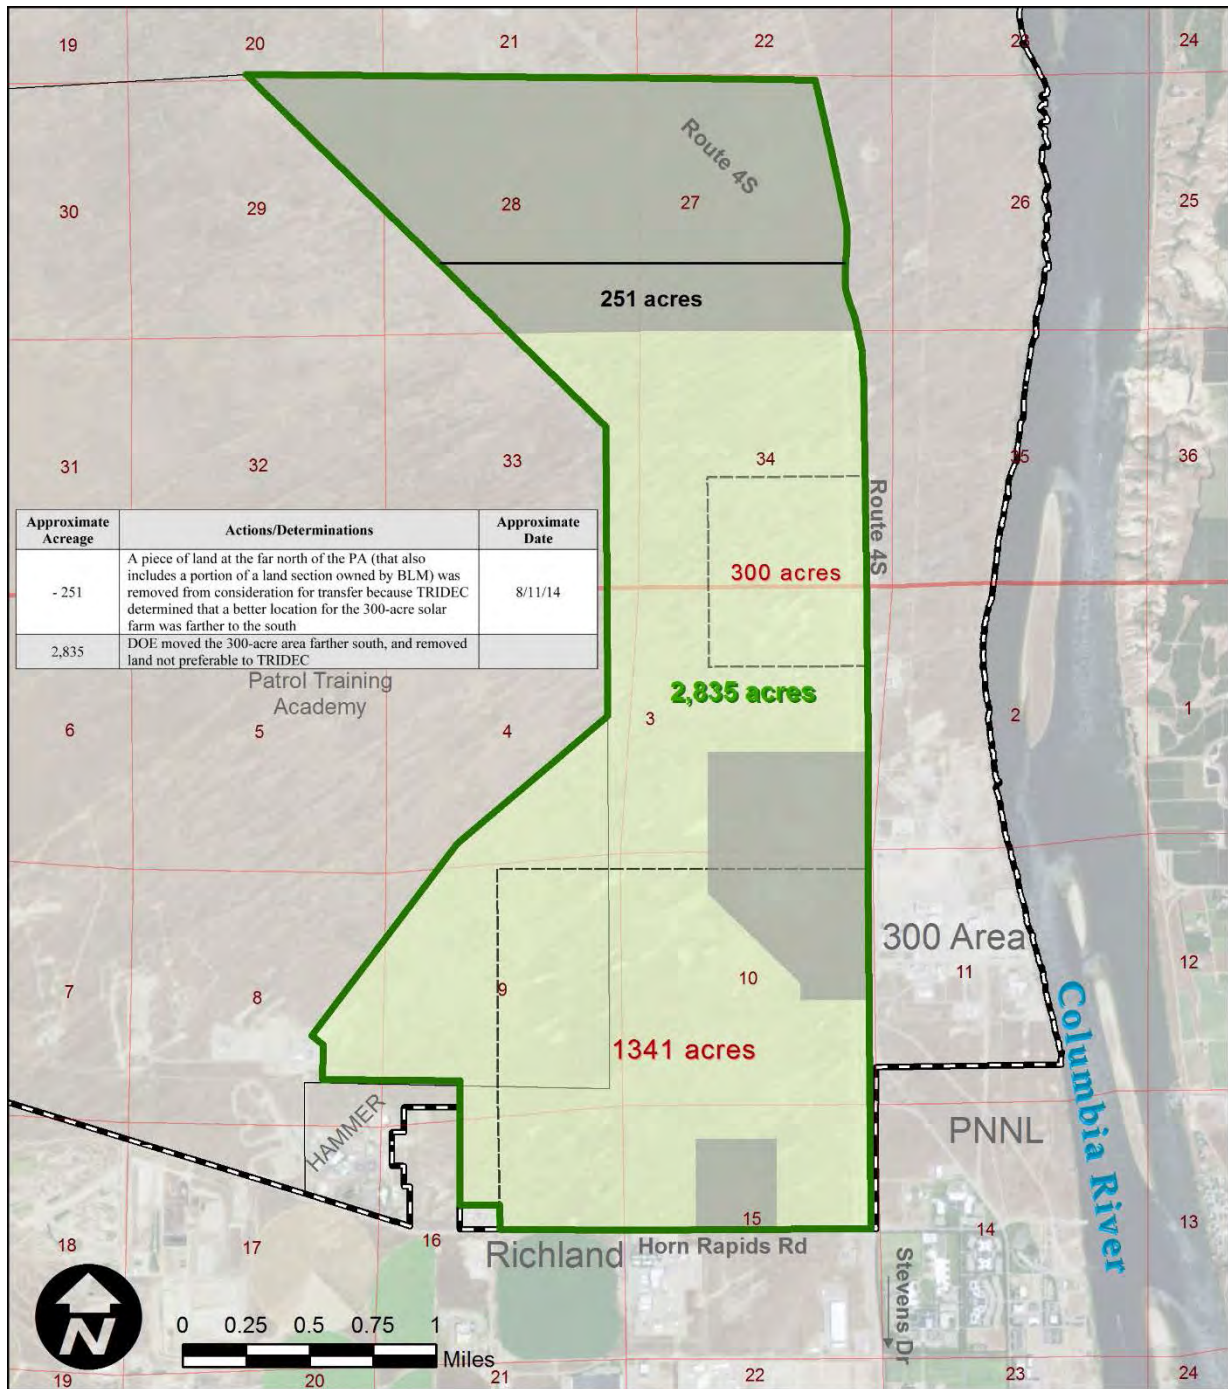 19 20 21 22 23 24
Route 4S
30 29 28 27 26 25
251 acres
31 32 33 34 35 36
Route 4S
300 acres
Approximate Acreage
Actions/Determinations
Approximate Date
- 251
A piece of land at the far north of the PA (that also
includes a portion of a land section owned by BLM) was
removed from consideration for transfer because TRIDEC
determined that a better location for the 300-acre solar
farm was farther to the south
8/11/14
2,835
DOE moved the 300-acre area farther south, and removed
land not preferable to TRIDEC
Patrol Training
Academy
2,835 acres
6 5 4 3 2 1
300 Area
7 8 9 10 11 12
1341 acres
Columbia River
HAMMER
PNNL
18 17 16 15 14 13
Richland
Horn Rapids Rd
Stevens Dr
N
0 0.25 0.5 0.75 1
Miles
19 20 21 22 23 24